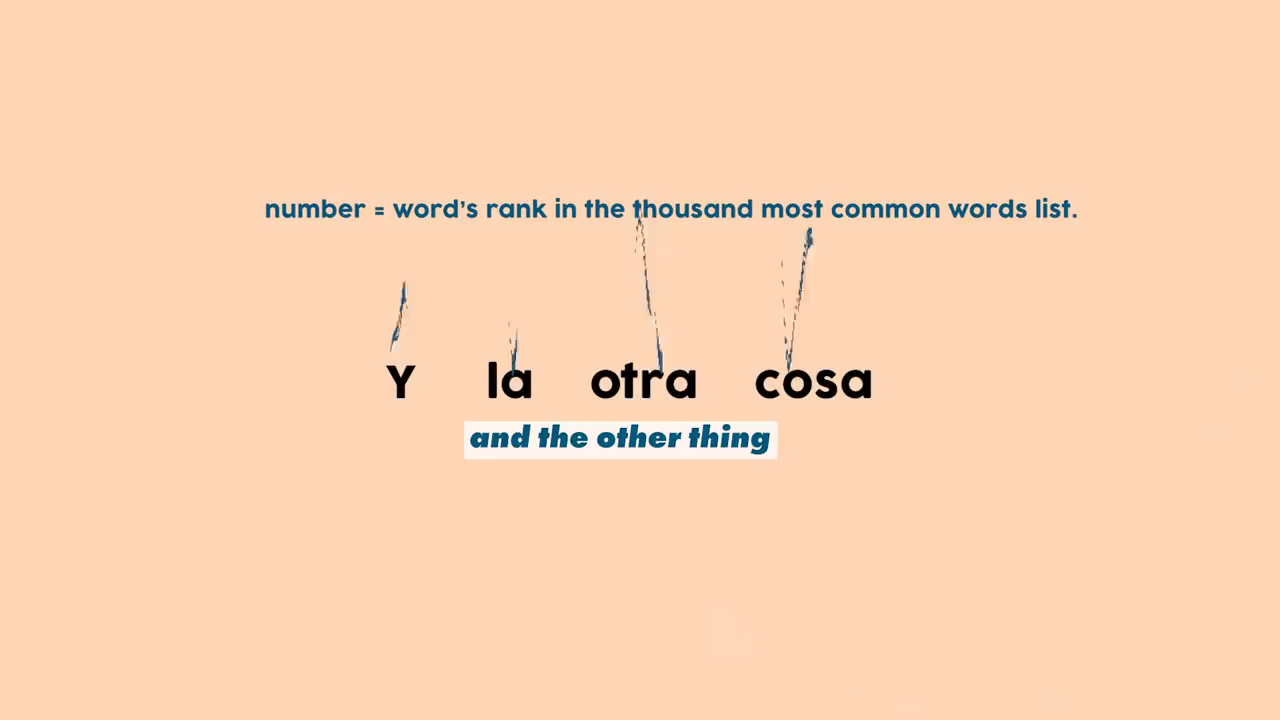 number = word's rank in the thousand most common words list.
Y la otra cosa
and the other thing